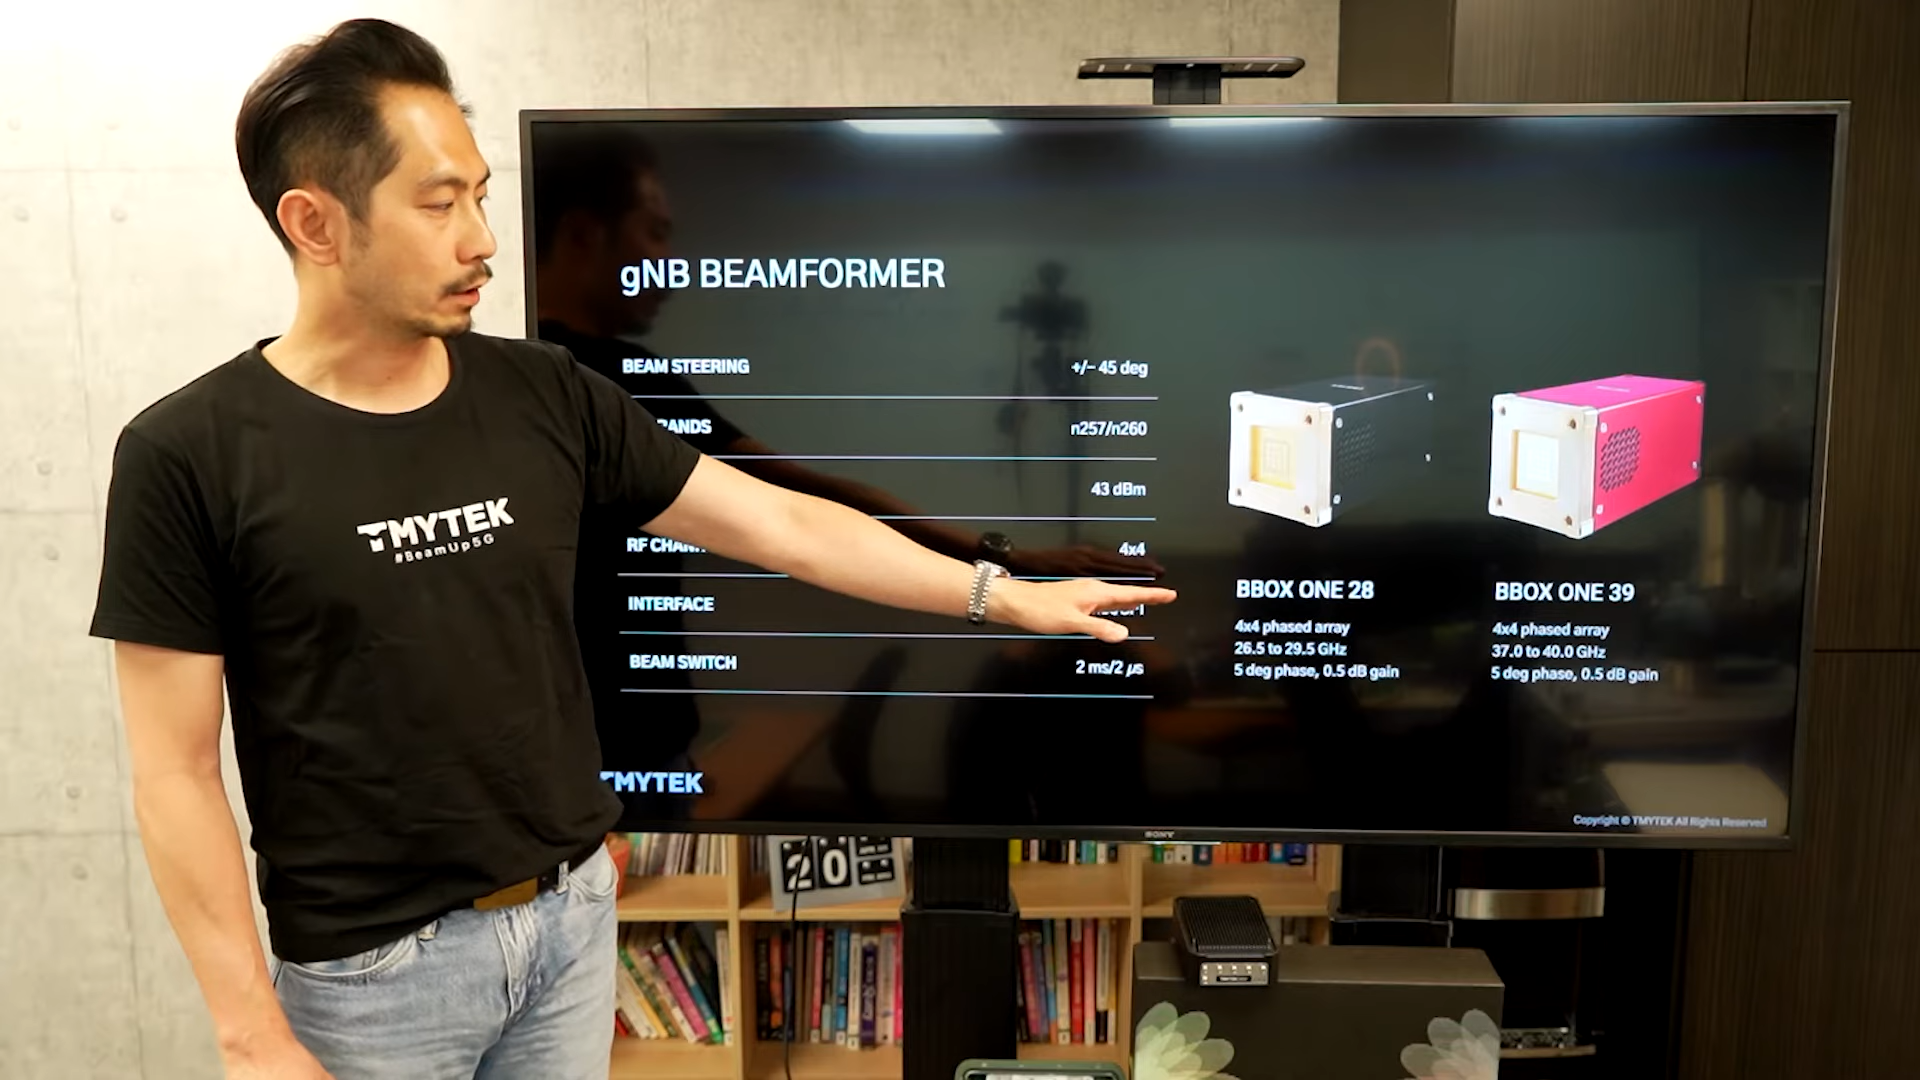 gNB BEAMFORMER
BEAM STEERING +/- 45 deg
n257/n260
43 dBm
4x4
INTERFACE
BEAM SWITCH 2 ms/2 µs
BBOX ONE 28
4x4 phased array
26.5 to 29.5 GHz
5 deg phase, 0.5 dB gain
BBOX ONE 39
4x4 phased array
37.0 to 40.0 GHz
5 deg phase, 0.5 dB gain
TMYTEK
Copyright © TMYTEK All Rights Reserved
SONY
TMYTEK
#BeamUp5G
20